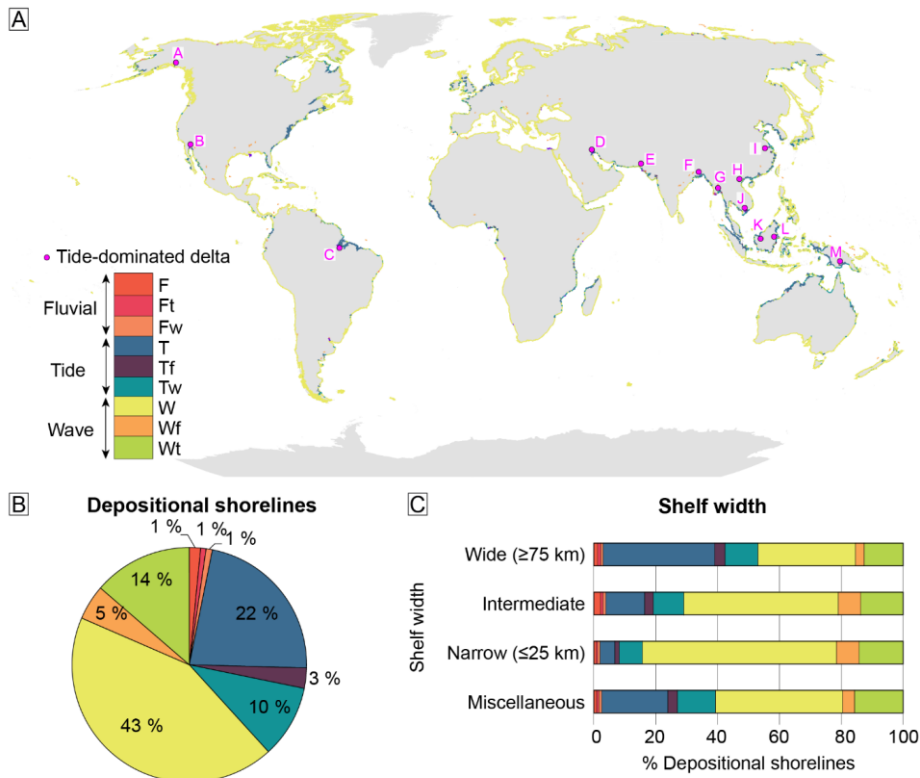 A
A
B
C
D
E
F
G
H
I
J
K
L
M
Tide-dominated delta
Fluvial
Tide
Wave
F
Ft
Fw
T
Tf
Tw
W
Wf
Wt
B
Depositional shorelines
1 %
1 %
1 %
22 %
3 %
10 %
43 %
5 %
14 %
C
Shelf width
Shelf width
Wide (≥75 km)
Intermediate
Narrow (≤25 km)
Miscellaneous
0 20 40 60 80 100
% Depositional shorelines